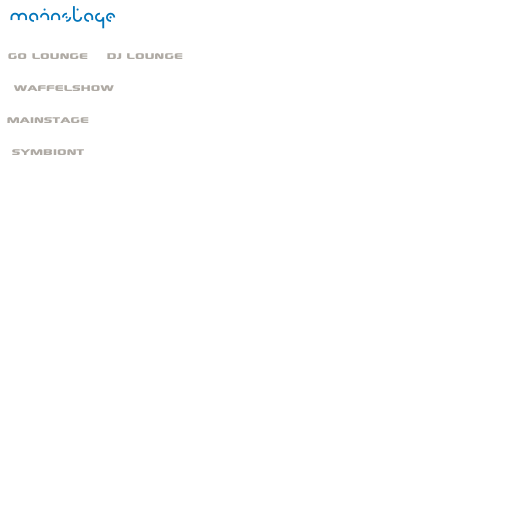 mainstage
GO LOUNGE DJ LOUNGE
WAFFELSHOW
MAINSTAGE
SYMBIONT